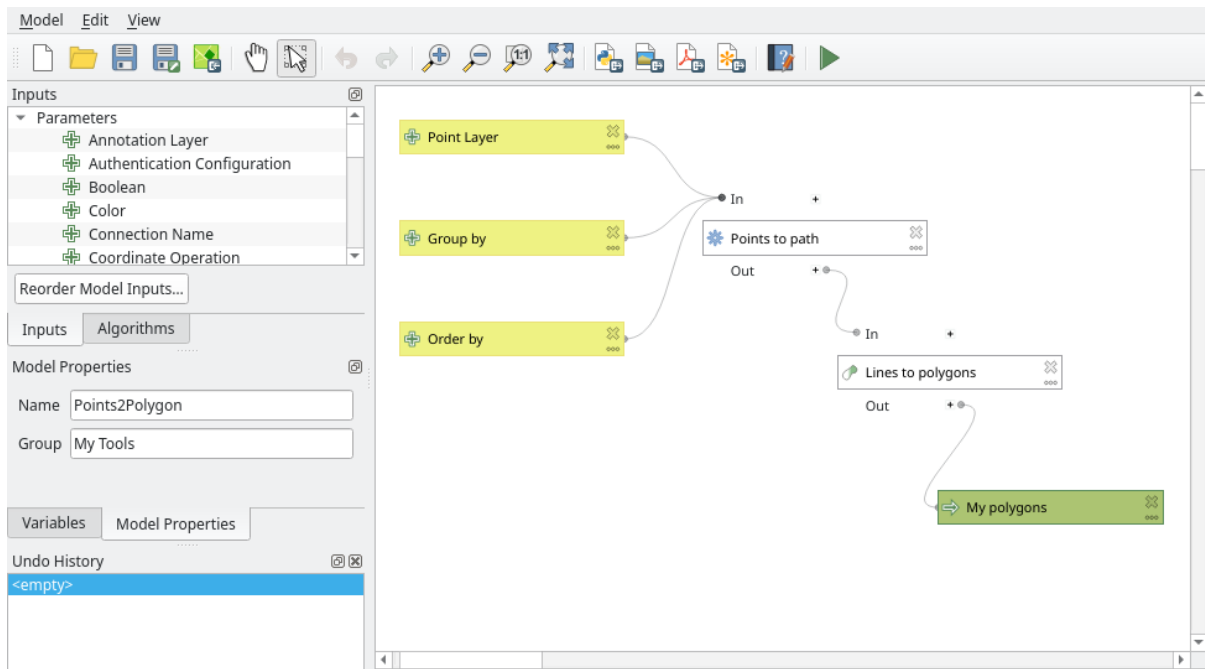 Model Edit View
1:1
Inputs
Parameters
Annotation Layer
Authentication Configuration
Boolean
Color
Connection Name
Coordinate Operation
Reorder Model Inputs...
Inputs Algorithms
Model Properties
Name Points2Polygon
Group My Tools
Variables Model Properties
Undo History
<empty>
Point Layer
Group by
Order by
In +
Points to path
Out +
In +
Lines to polygons
Out +
My polygons